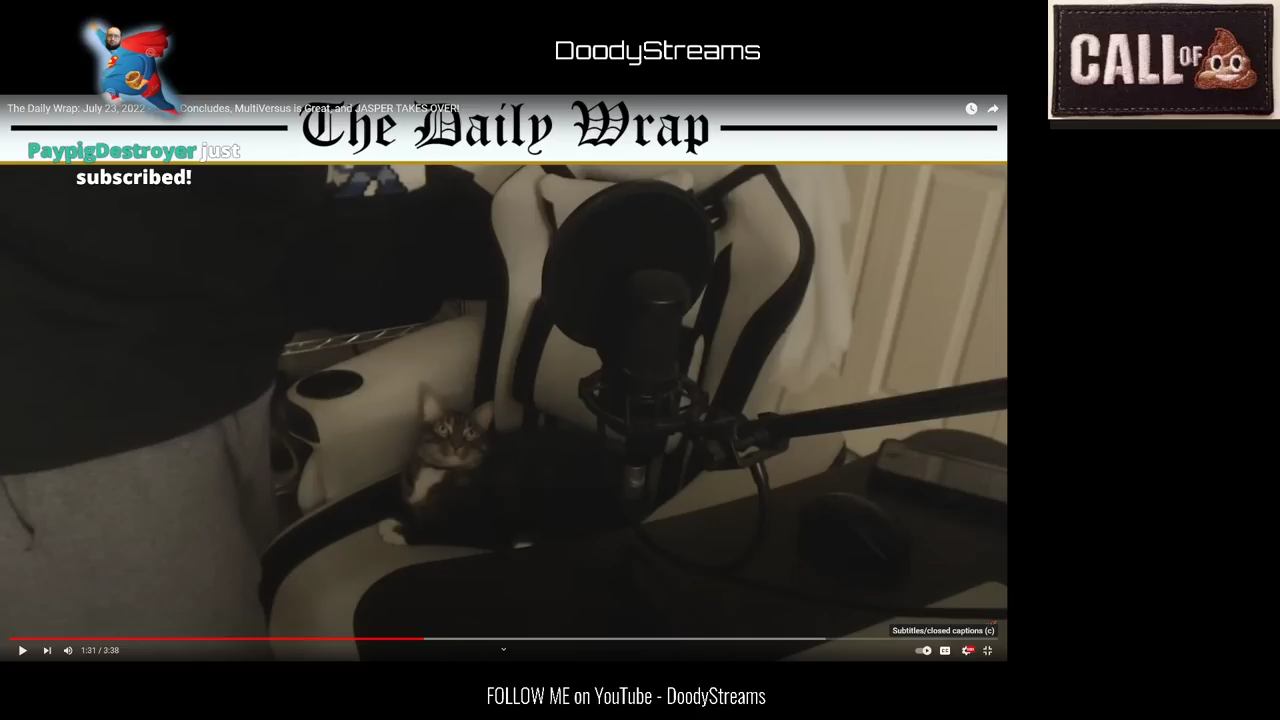 DoodyStreams
CALL OF
The Daily Wrap: July 23, 2022 - Concludes, MultiVersus is Great, and JASPER TAKES OVER!
The Daily Wrap
PaypigDestroyer just
subscribed!
Subtitles/closed captions (c)
1:31 / 3:38
FOLLOW ME on YouTube - DoodyStreams